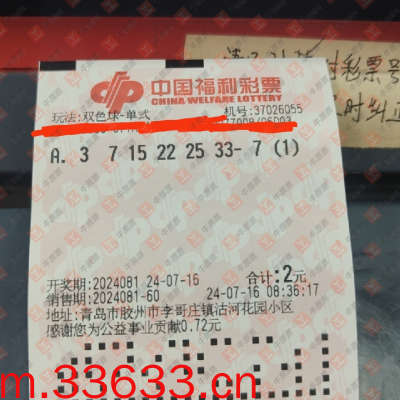 中国福利彩票
CHINA WELFARE LOTTERY
玩法:双色球-单式 机号:37026055
A. 3 7 15 22 25 33- 7 (1)
开奖期:2024081 24-07-16 合计:2元
销售期:2024081-60 24-07-16 08:36:17
地址:青岛市胶州市李哥庄镇沽河花园小区
感谢您为公益事业贡献0.72元
m.33633.cn